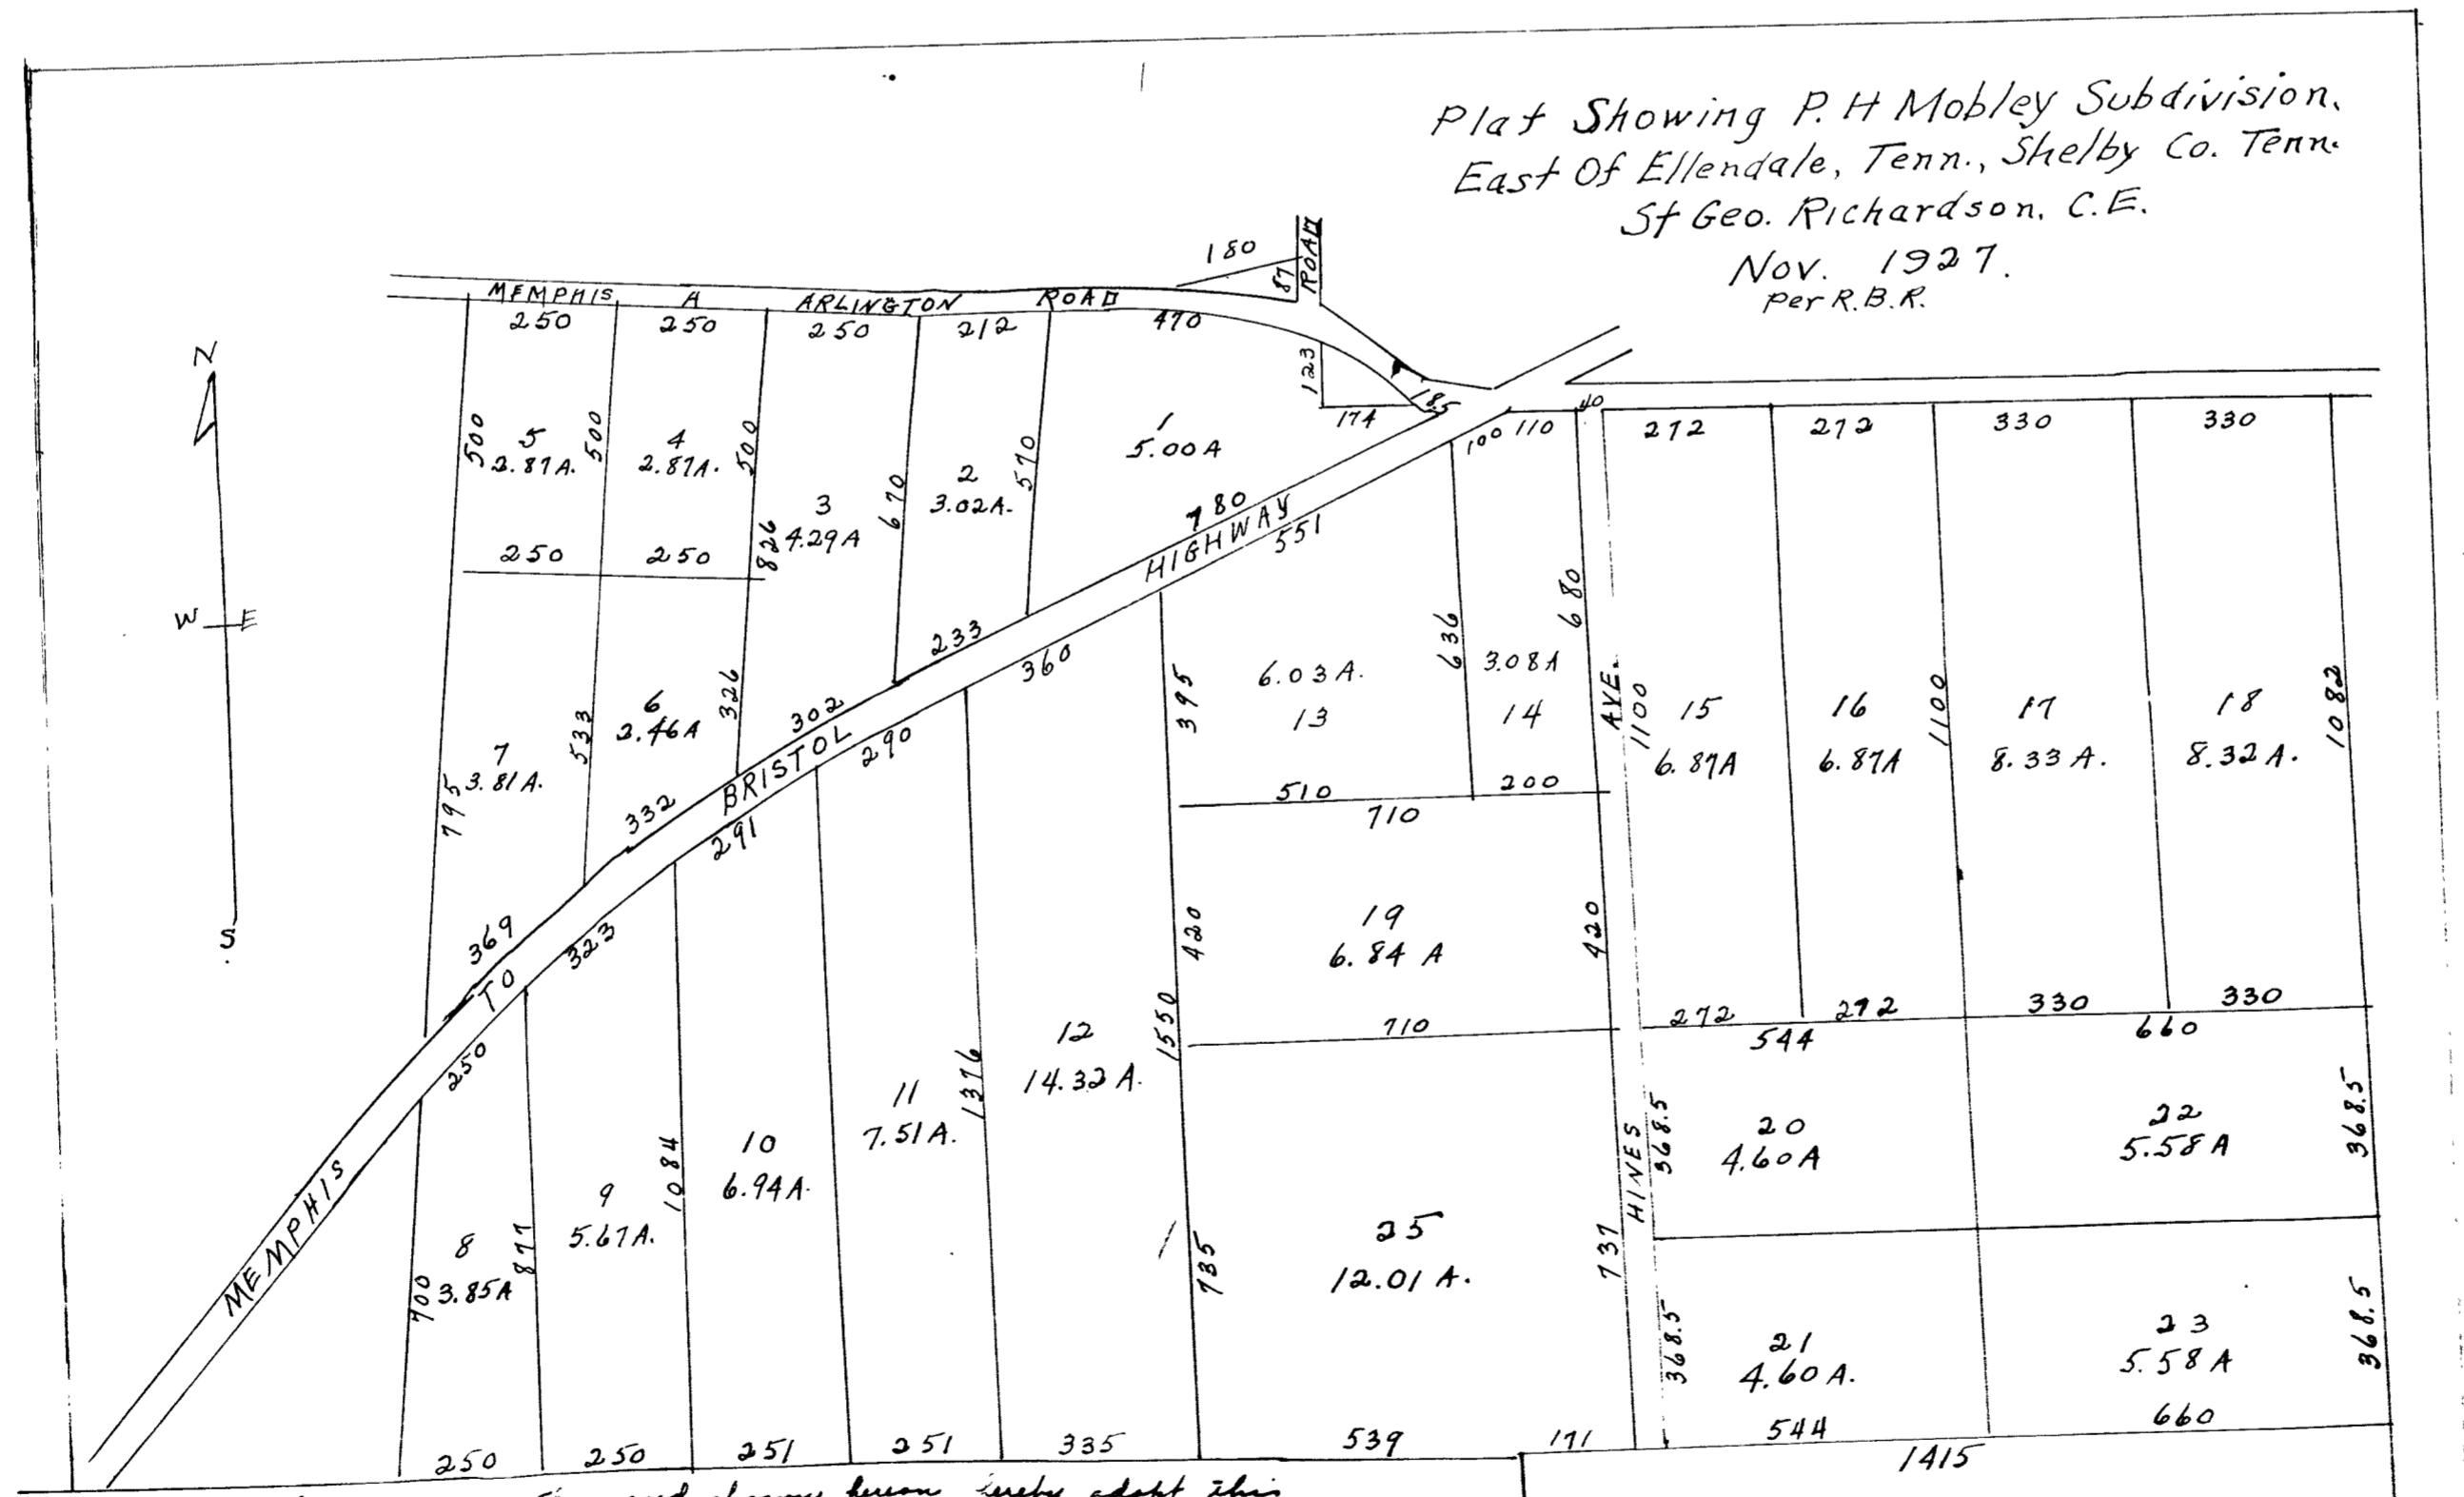 Plat Showing P. H Mobley Subdivision.
East Of Ellendale, Tenn., Shelby Co. Tenn.
St Geo. Richardson, C.E.
Nov. 1927.
Per R.B.R.
180
87
ROAD
MEMPHIS A ARLINGTON ROAD
250 250 250 212 470
123
174
185
N
W E
S
500
5
2.87A.
500
4
2.87A.
500
250 250
826
3
4.29A
670
2
3.02A.
570
1
5.00A
7
3.81A.
795
533
6
2.46A
326
MEMPHIS TO BRISTOL HIGHWAY
369 332 302 233 780
250 323 291 290 360 551 100 110 40
8
3.85A
700
877
9
5.67A.
1084
10
6.94A.
11
7.51A.
1376
12
14.32A.
1550
395
6.03A.
13
636
3.08A
14
680
510 200
710
420
19
6.84 A
420
710
735
25
12.01 A.
737
HINES AVE.
272 272 330 330
1100
15
6.87A
16
6.87A
1100
17
8.33A.
18
8.32A.
1082
272 272 330 330
544 660
368.5
20
4.60A
22
5.58A
368.5
368.5
21
4.60A.
23
5.58A
368.5
544 660
250 250 251 251 335 539 171
1415
hereby adopt this